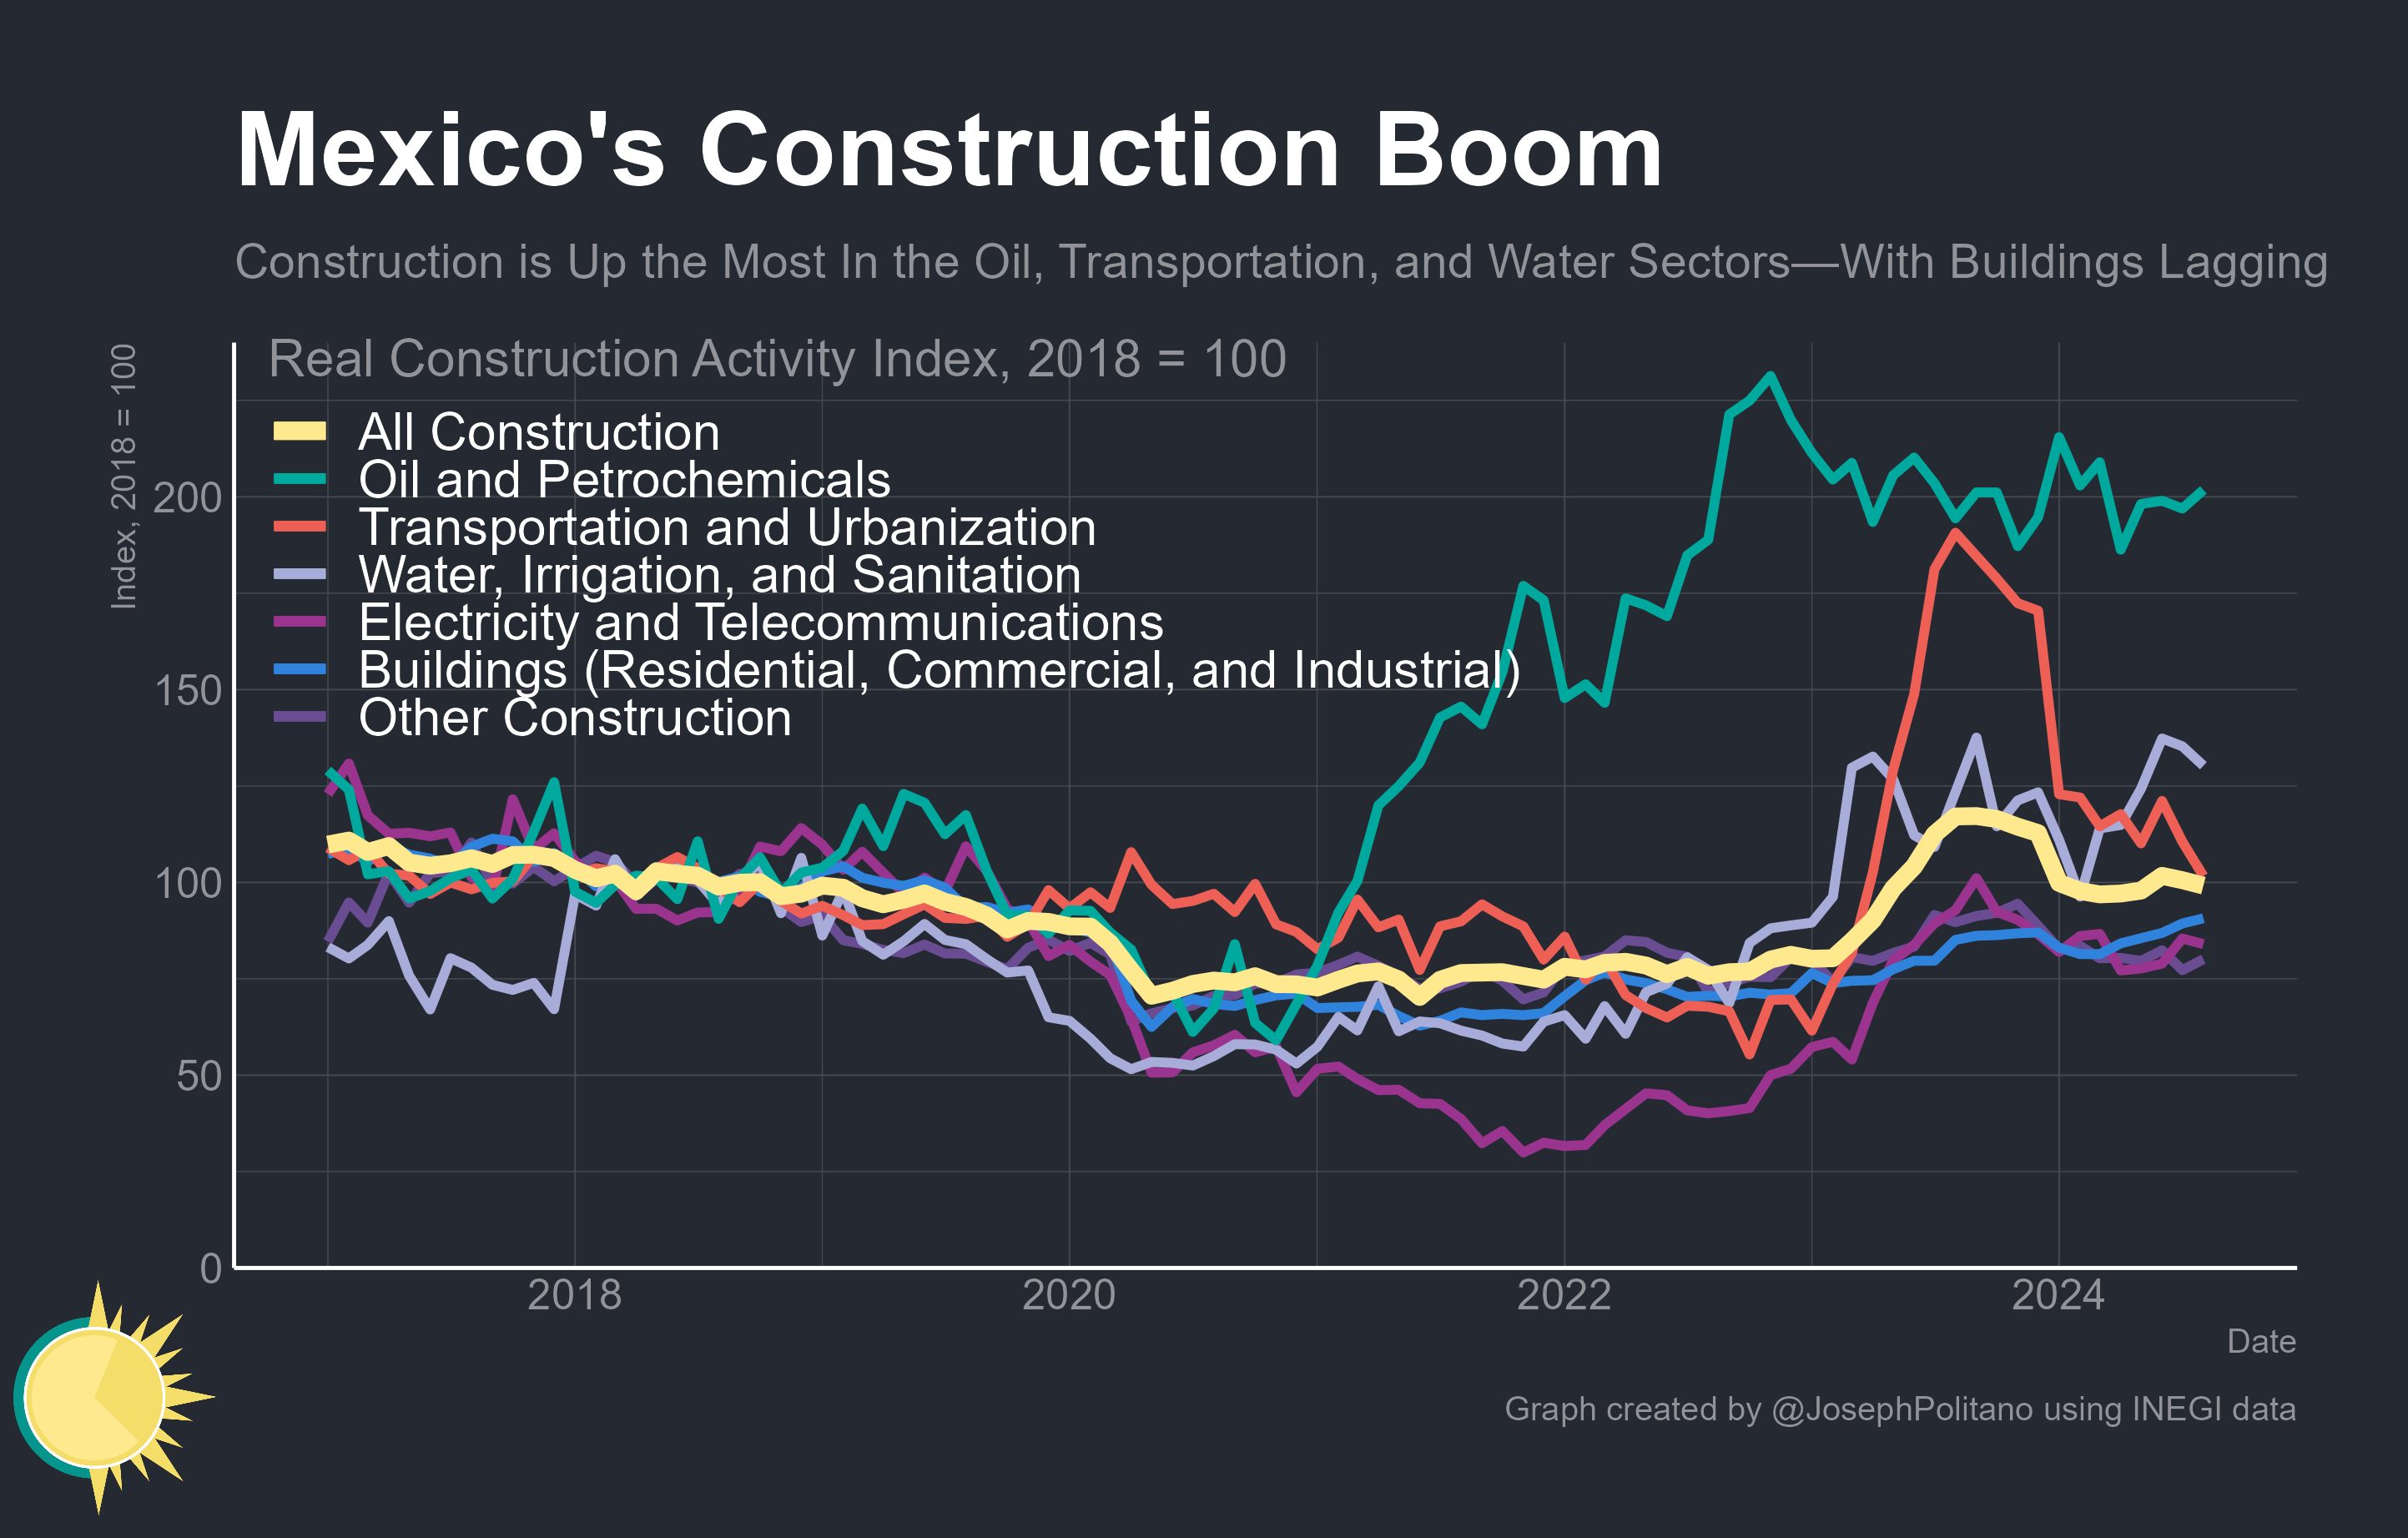 Mexico's Construction Boom
Construction is Up the Most In the Oil, Transportation, and Water Sectors—With Buildings Lagging
Index, 2018 = 100
Real Construction Activity Index, 2018 = 100
All Construction
Oil and Petrochemicals
Transportation and Urbanization
Water, Irrigation, and Sanitation
Electricity and Telecommunications
Buildings (Residential, Commercial, and Industrial)
Other Construction
200
150
100
50
0
2018 2020 2022 2024
Date
Graph created by @JosephPolitano using INEGI data